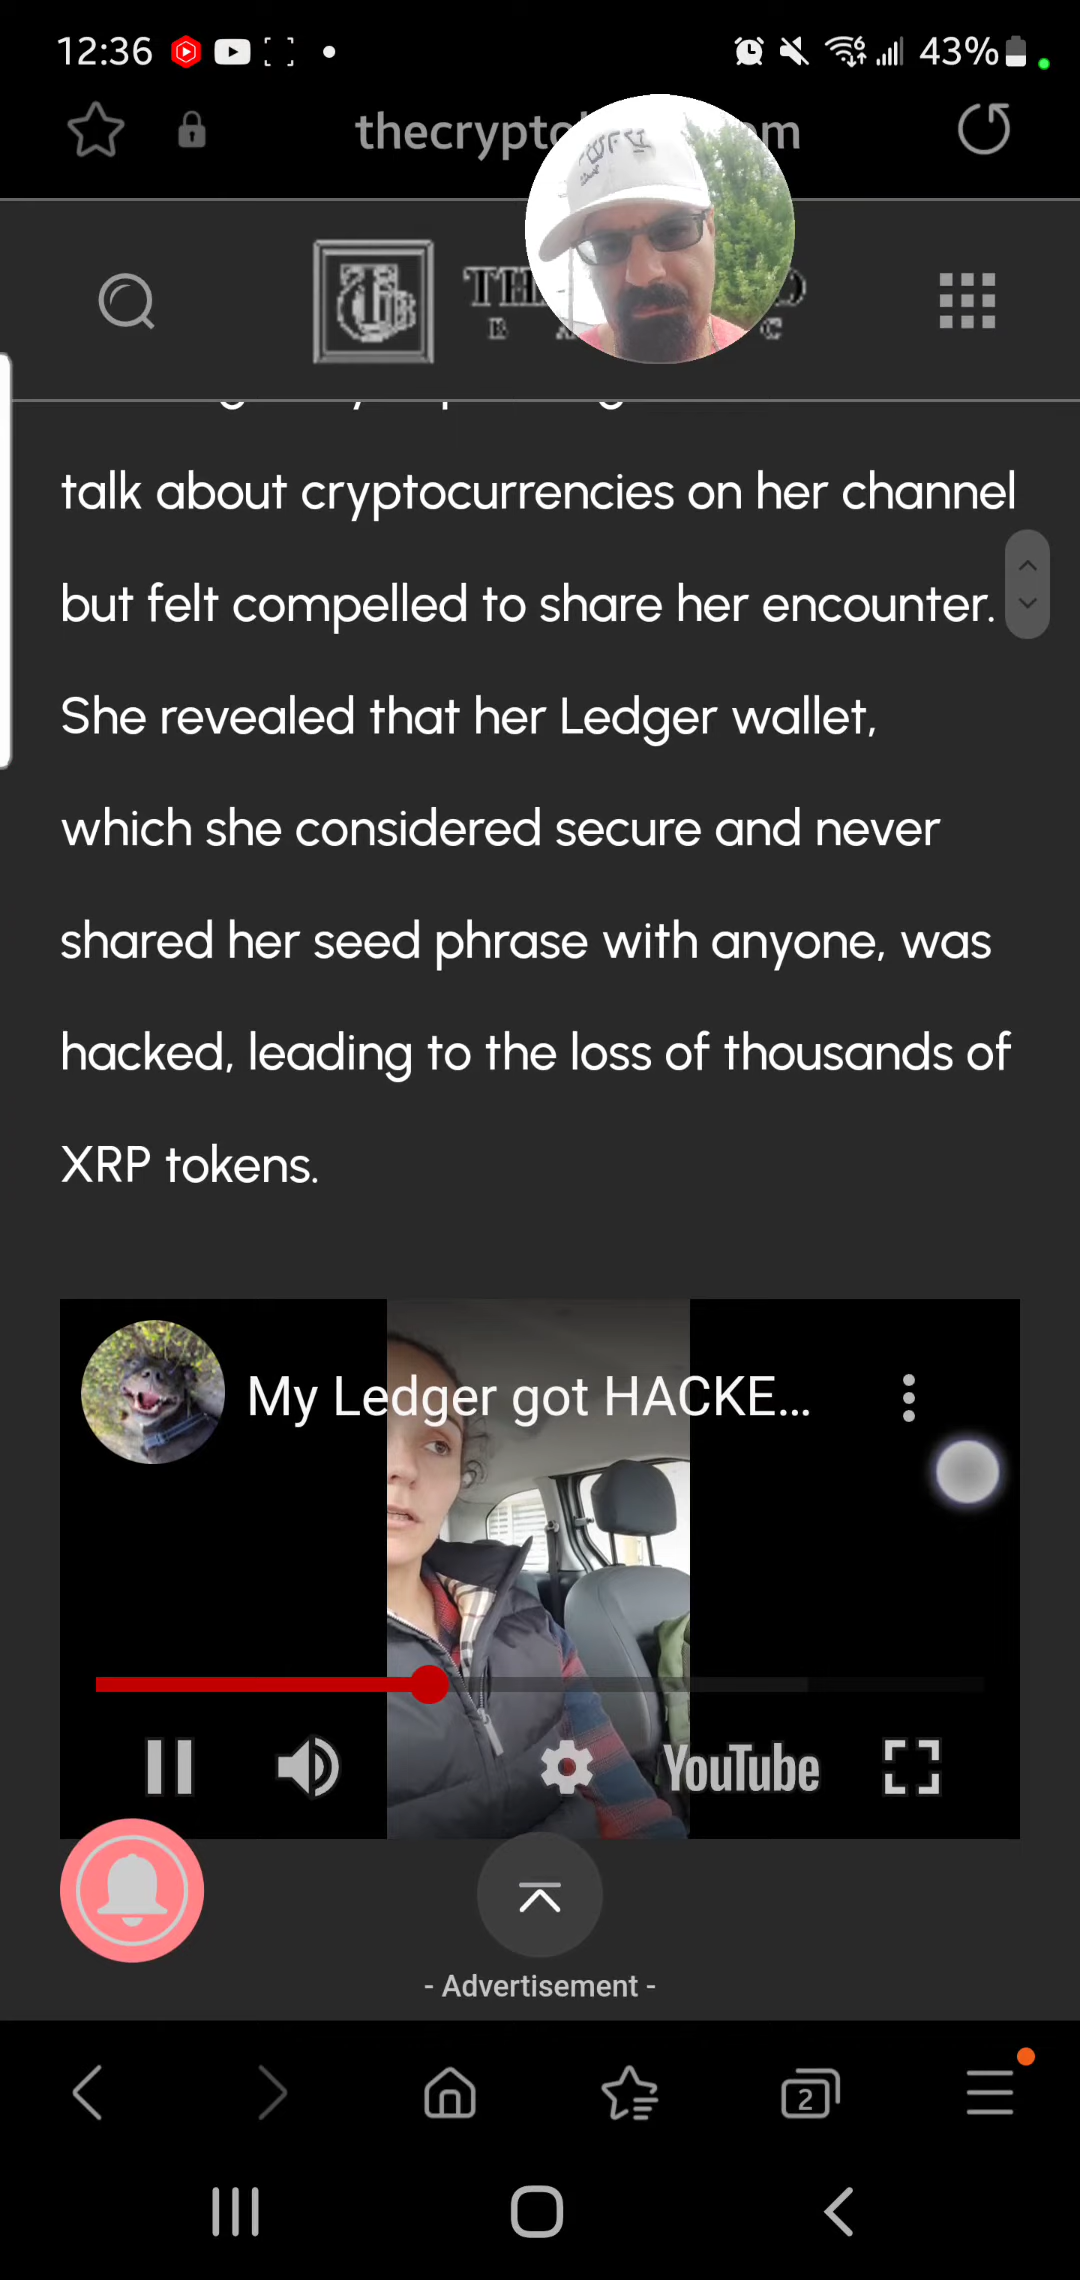 12:36
43%
talk about cryptocurrencies on her channel
but felt compelled to share her encounter.
She revealed that her Ledger wallet,
which she considered secure and never
shared her seed phrase with anyone, was
hacked, leading to the loss of thousands of
XRP tokens.
My Ledger got HACKE...
YouTube
- Advertisement -
2